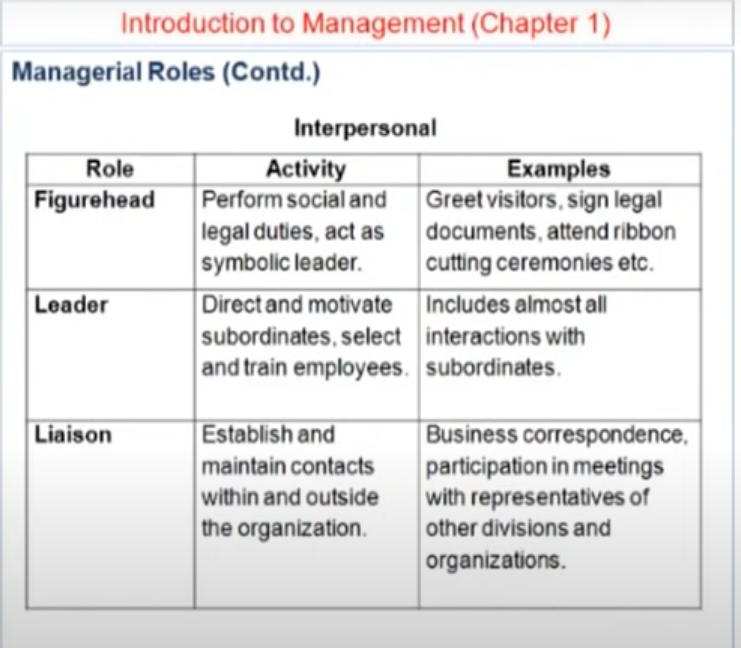 Introduction to Management (Chapter 1)
Managerial Roles (Contd.)
Interpersonal
Role Activity Examples
Figurehead
Perform social and
legal duties, act as
symbolic leader.
Greet visitors, sign legal
documents, attend ribbon
cutting ceremonies etc.
Leader
Direct and motivate
subordinates, select
and train employees.
Includes almost all
interactions with
subordinates.
Liaison
Establish and
maintain contacts
within and outside
the organization.
Business correspondence,
participation in meetings
with representatives of
other divisions and
organizations.